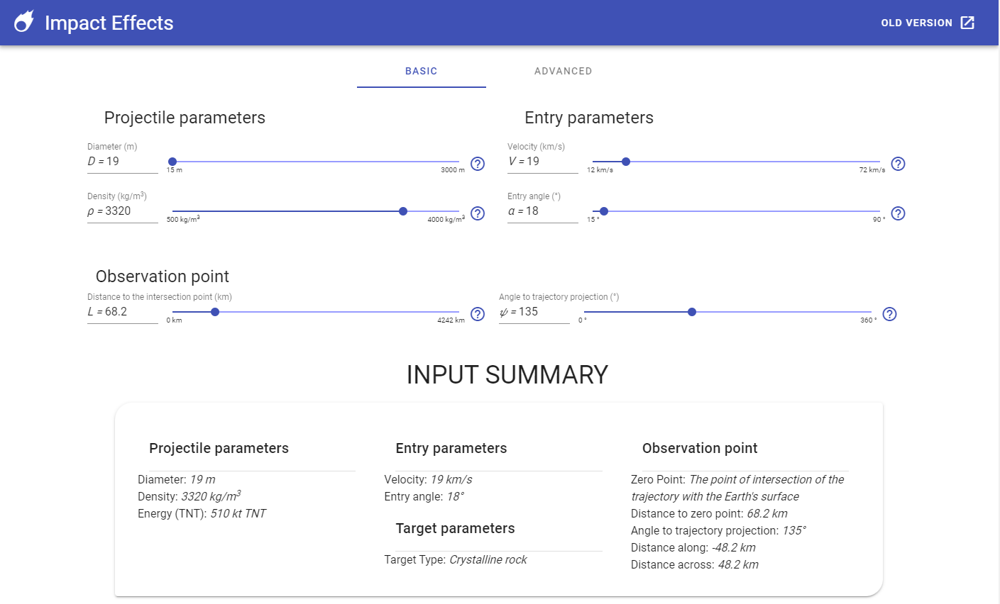 Impact Effects
OLD VERSION
BASIC
ADVANCED
Projectile parameters
Entry parameters
Diameter (m)
D = 19
15 m
3000 m
Velocity (km/s)
V = 19
12 km/s
72 km/s
Density (kg/m³)
ρ = 3320
500 kg/m³
4000 kg/m³
Entry angle (°)
α = 18
15 °
90 °
Observation point
Distance to the intersection point (km)
L = 68.2
0 km
4242 km
Angle to trajectory projection (°)
ψ = 135
0 °
360 °
INPUT SUMMARY
Projectile parameters
Diameter: 19 m
Density: 3320 kg/m³
Energy (TNT): 510 kt TNT
Entry parameters
Velocity: 19 km/s
Entry angle: 18°
Target parameters
Target Type: Crystalline rock
Observation point
Zero Point: The point of intersection of the
trajectory with the Earth's surface
Distance to zero point: 68.2 km
Angle to trajectory projection: 135°
Distance along: -48.2 km
Distance across: 48.2 km